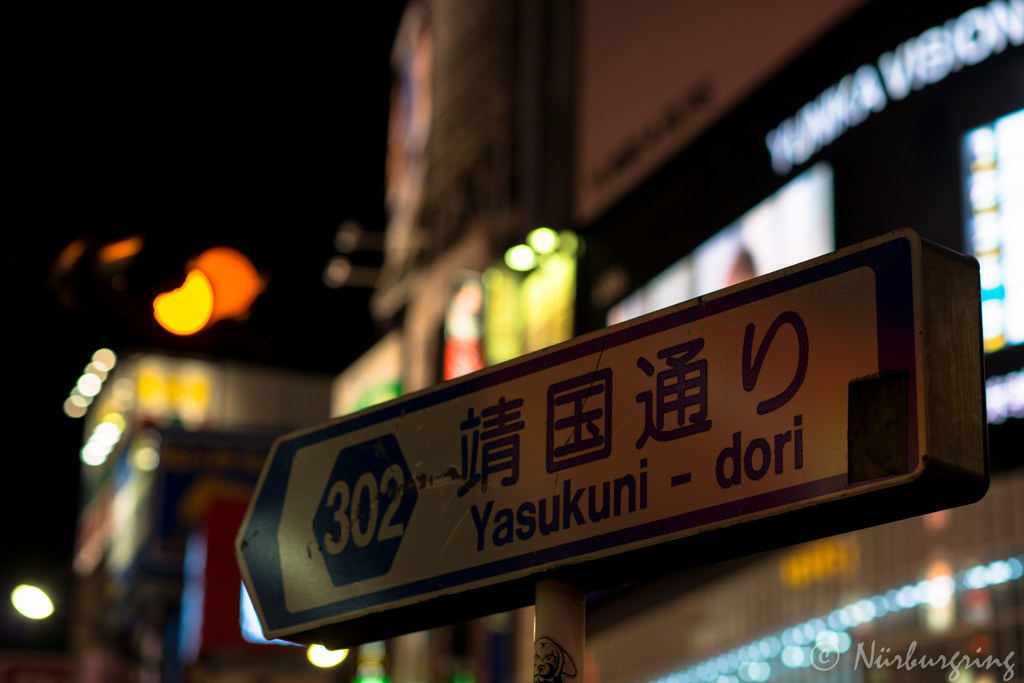 YUNIKA VISION
302
靖国通り
Yasukuni - dori
© Nürburgring